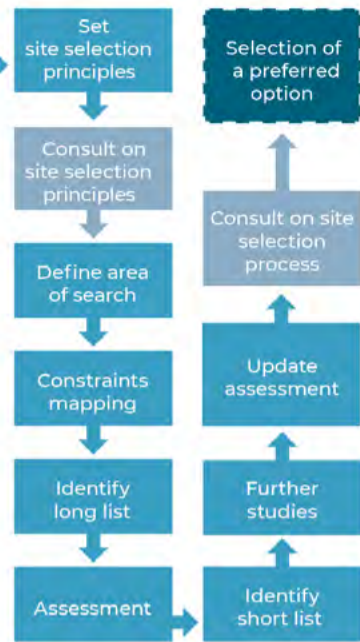 Set
site selection
principles
Consult on
site selection
principles
Define area
of search
Constraints
mapping
Identify
long list
Assessment
Identify
short list
Further
studies
Update
assessment
Consult on site
selection
process
Selection of
a preferred
option